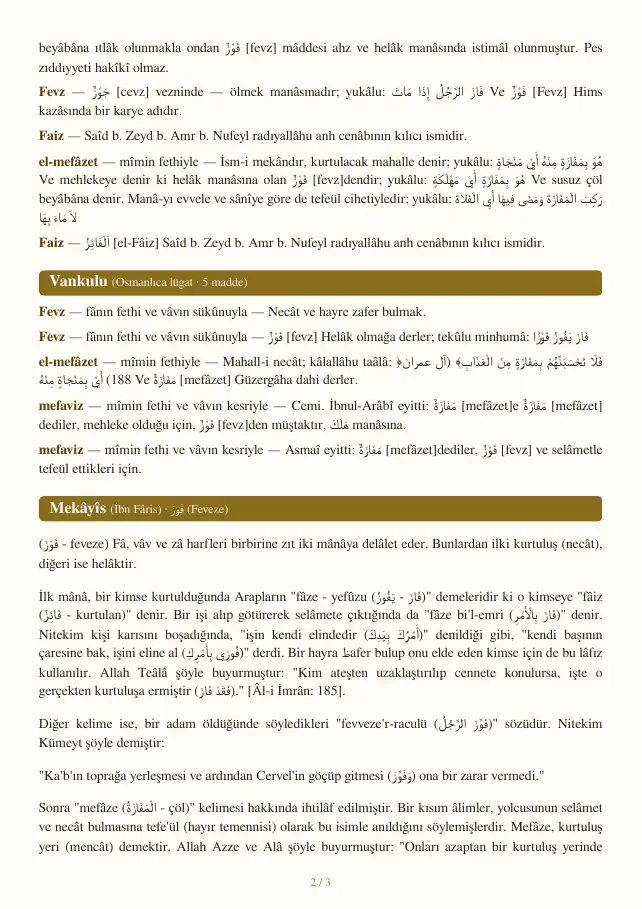 beyâbâna ıtlâk olunmakla ondan فَوْزٌ [fevz] mâddesi ahz ve helâk manâsında istimâl olunmuştur. Pes
zıddıyyeti hakîkî olmaz.
Fevz — جَوْزٌ [cevz] vezninde — ölmek manâsınadır; yukâlu: فَازَ الرَّجُلُ إِذَا مَاتَ Ve فَوْزٌ [Fevz] Hims
kazâsında bir karye adıdır.
Faiz — Saîd b. Zeyd b. Amr b. Nufeyl radıyallâhu anh cenâbının kılıcı ismidir.
el-mefâzet — mîmin fethiyle — İsm-i mekândır, kurtulacak mahalle denir; yukâlu: هُوَ بِمَفَازَةٍ مِنْهُ أَيْ مَنْجَاةٍ
Ve mehlekeye denir ki helâk manâsına olan فَوْزٌ [fevz]dendir; yukâlu: هُوَ بِمَفَازَةٍ أَيْ مَهْلَكَةٍ Ve susuz çöl
beyâbâna denir. Manâ-yı evvele ve sânîye göre de tefeül cihetiyledir; yukâlu: رَكِبَ الْمَفَازَةَ وَمَضَى فِيهَا أَيِ الْفَلاَةَ
لاَ مَاءَ بِهَا
Faiz — اَلْفَائِزُ [el-Fâiz] Saîd b. Zeyd b. Amr b. Nufeyl radıyallâhu anh cenâbının kılıcı ismidir.
Vankulu (Osmanlıca lügat · 5 madde)
Fevz — fânın fethi ve vâvın sükûnuyla — Necât ve hayre zafer bulmak.
Fevz — fânın fethi ve vâvın sükûnuyla — فَوْزٌ [fevz] Helâk olmağa derler; tekûlu minhumâ: فَازَ يَفُوزُ فَوْزًا
el-mefâzet — mîmin fethiyle — Mahall-i necât; kâlallâhu taâlâ: فَلَا تَحْسَبَنَّهُمْ بِمَفَازَةٍ مِنَ الْعَذَابِ﴾ (آل عمران﴿
188) أَيْ بِمَنْجَاةٍ مِنْهُ Ve مَفَازَةٌ [mefâzet] Güzergâha dahi derler.
mefaviz — mîmin fethi ve vâvın kesriyle — Cemi. İbnul-Arâbî eyitti: مَفَازَةٌ [mefâzet]e مَفَازَةٌ [mefâzet]
dediler, mehleke olduğu için, فَوْزٌ [fevz]den müştaktır, هَلَكَ manâsına.
mefaviz — mîmin fethi ve vâvın kesriyle — Asmaî eyitti: مَفَازَةٌ [mefâzet]dediler, فَوْزٌ [fevz] ve selâmetle
tefeül ettikleri için.
Mekâyîs (İbn Fâris) · فَوَزَ (Feveze)
(فَوَزَ - feveze) Fâ, vâv ve zâ harfleri birbirine zıt iki mânâya delâlet eder. Bunlardan ilki kurtuluş (necât),
diğeri ise helâktir.
İlk mânâ, bir kimse kurtulduğunda Arapların "fâze - yefûzu (فَازَ - يَفُوزُ)" demeleridir ki o kimseye "fâiz
(فَائِزٌ - kurtulan)" denir. Bir işi alıp götürerek selâmete çıktığında da "fâze bi'l-emri (فَازَ بِالْأَمْرِ)" denir.
Nitekim kişi karısını boşadığında, "işin kendi elindedir (أَمْرُكَ بِيَدِكَ)" denildiği gibi, "kendi başının
çaresine bak, işini eline al (فُوزِي بِأَمْرِكِ)" derdi. Bir hayra ظafer bulup onu elde eden kimse için de bu lâfız
kullanılır. Allah Teâlâ şöyle buyurmuştur: "Kim ateşten uzaklaştırılıp cennete konulursa, işte o
gerçekten kurtuluşa ermiştir (فَقَدْ فَازَ)." [Âl-i İmrân: 185].
Diğer kelime ise, bir adam öldüğünde söyledikleri "fevveze'r-raculü (فَوَّزَ الرَّجُلُ)" sözüdür. Nitekim
Kümeyt şöyle demiştir:
"Ka'b'ın toprağa yerleşmesi ve ardından Cervel'in göçüp gitmesi (وَفَوَّزَ) ona bir zarar vermedi."
Sonra "mefâze (الْمَفَازَةُ - çöl)" kelimesi hakkında ihtilâf edilmiştir. Bir kısım âlimler, yolcusunun selâmet
ve necât bulmasına tefe'ül (hayır temennisi) olarak bu isimle anıldığını söylemişlerdir. Mefâze, kurtuluş
yeri (mencât) demektir. Allah Azze ve Alâ şöyle buyurmuştur: "Onları azaptan bir kurtuluş yerinde
2 / 3